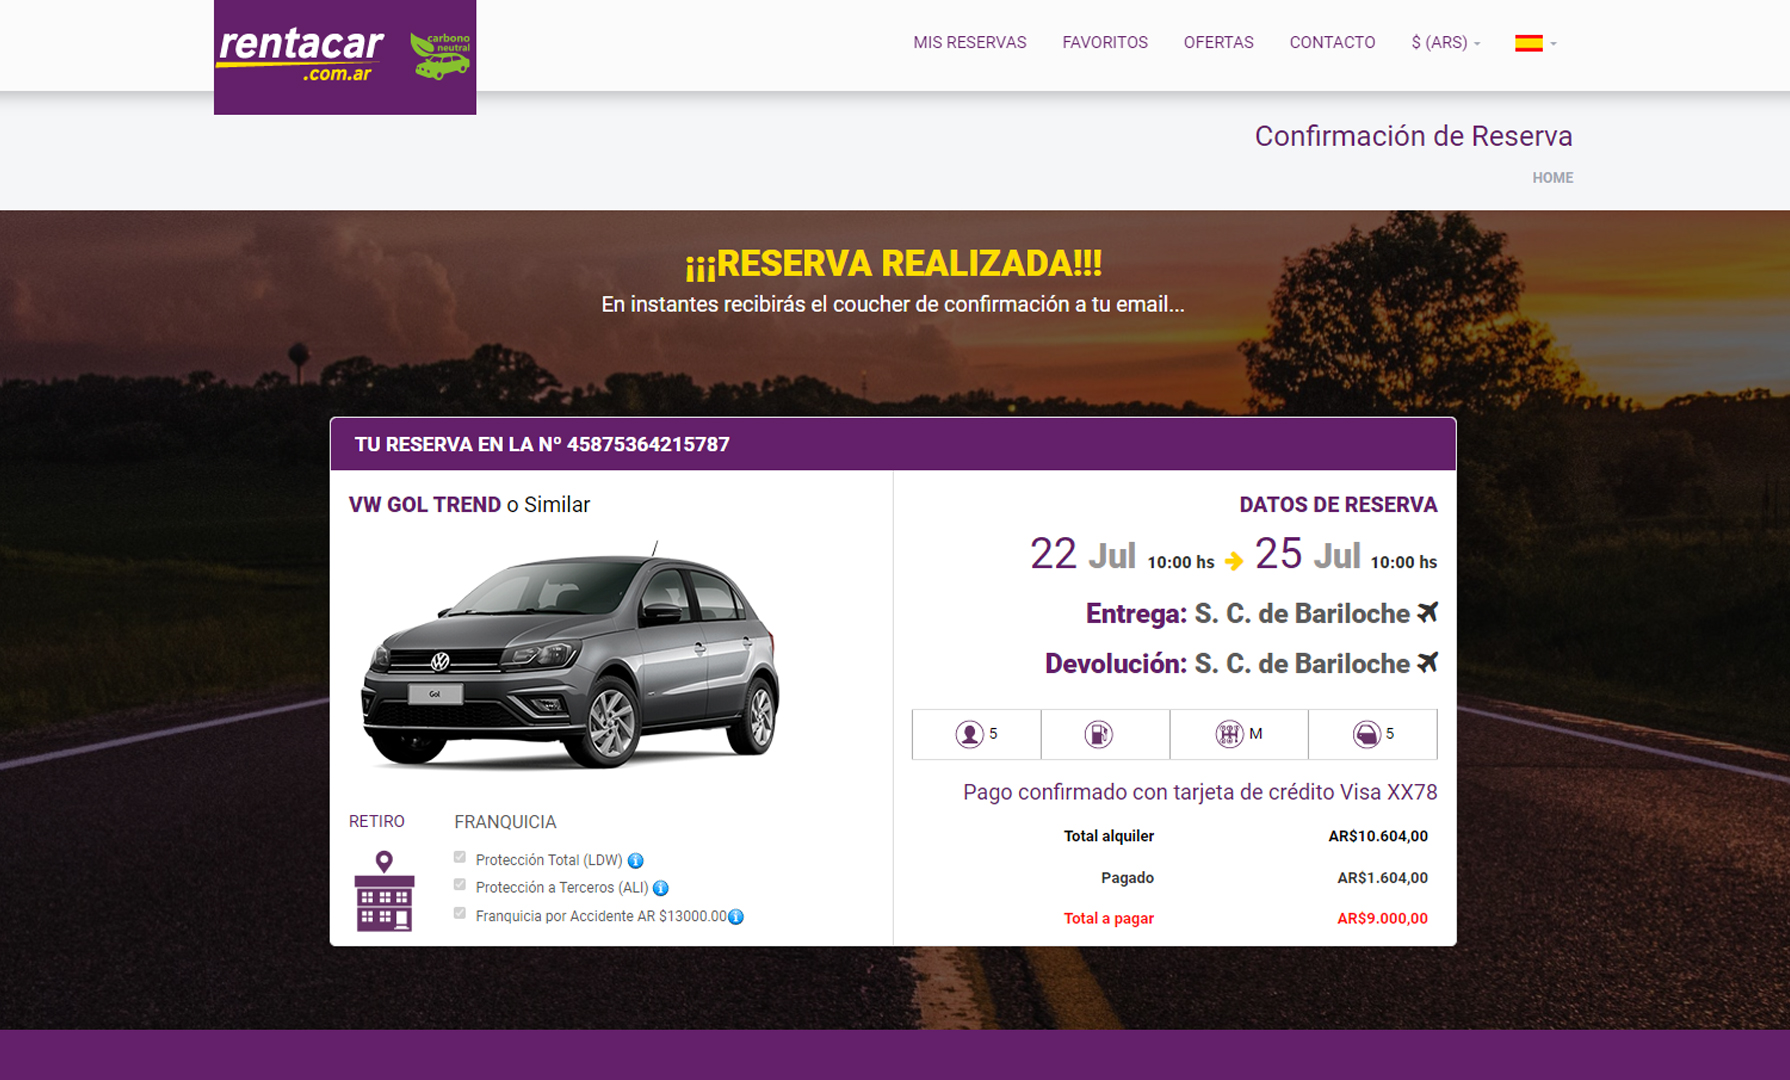 rentacar
.com.ar
carbono
neutral
MIS RESERVAS FAVORITOS OFERTAS CONTACTO $ (ARS)
Confirmación de Reserva
HOME
¡¡¡RESERVA REALIZADA!!!
En instantes recibirás el coucher de confirmación a tu email...
TU RESERVA EN LA Nº 45875364215787
VW GOL TREND o Similar
Gol
RETIRO
FRANQUICIA
Protección Total (LDW)
Protección a Terceros (ALI)
Franquicia por Accidente AR $13000.00
DATOS DE RESERVA
22 Jul 10:00 hs 25 Jul 10:00 hs
Entrega: S. C. de Bariloche
Devolución: S. C. de Bariloche
5 M 5
Pago confirmado con tarjeta de crédito Visa XX78
Total alquiler AR$10.604,00
Pagado AR$1.604,00
Total a pagar AR$9.000,00